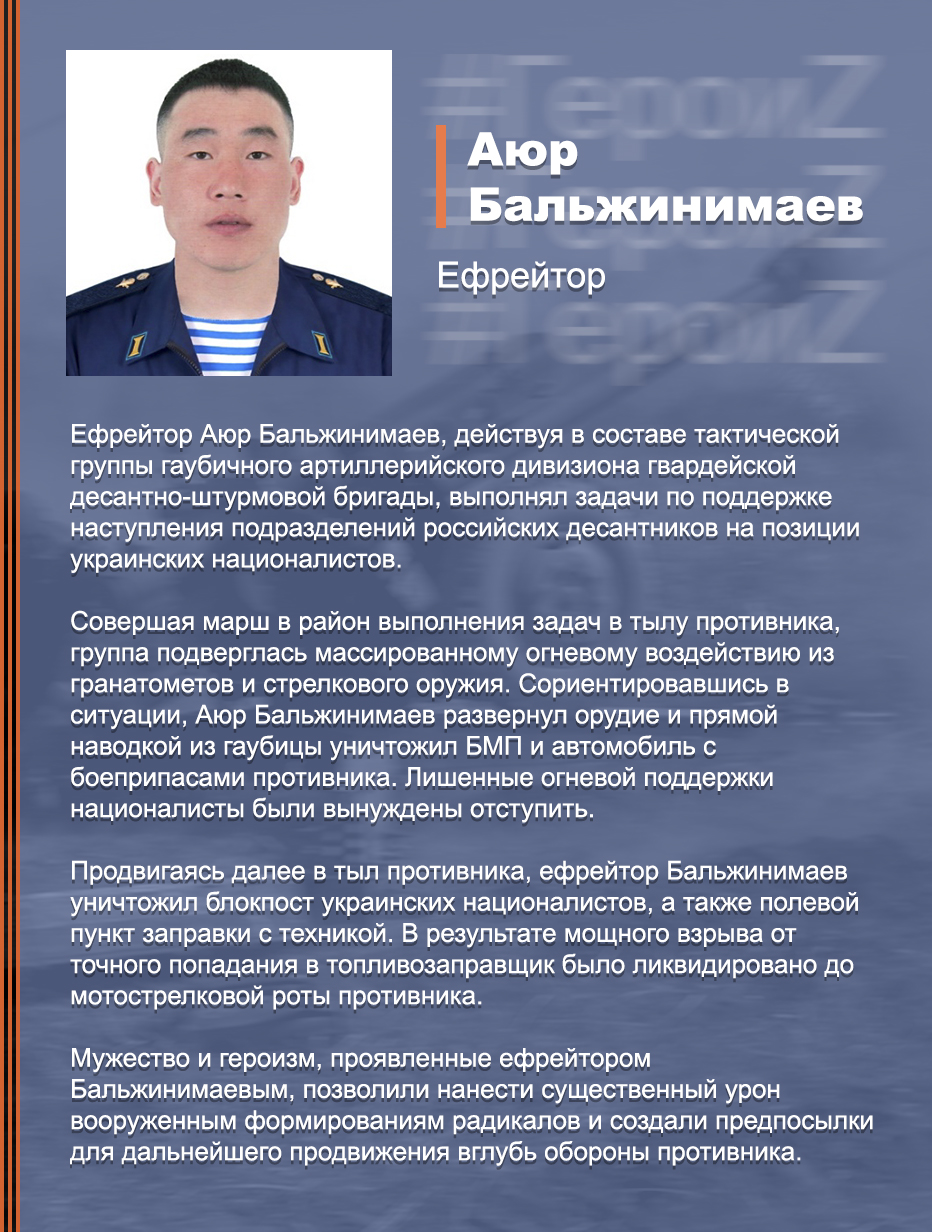 #ГероиZ
Аюр
#ГероиZ
Бальжинимаев
Ефрейтор
#ГероиZ
Ефрейтор Аюр Бальжинимаев, действуя в составе тактической
группы гаубичного артиллерийского дивизиона гвардейской
десантно-штурмовой бригады, выполнял задачи по поддержке
наступления подразделений российских десантников на позиции
украинских националистов.
Совершая марш в район выполнения задач в тылу противника,
группа подверглась массированному огневому воздействию из
гранатометов и стрелкового оружия. Сориентировавшись в
ситуации, Аюр Бальжинимаев развернул орудие и прямой
наводкой из гаубицы уничтожил БМП и автомобиль с
боеприпасами противника. Лишенные огневой поддержки
националисты были вынуждены отступить.
Продвигаясь далее в тыл противника, ефрейтор Бальжинимаев
уничтожил блокпост украинских националистов, а также полевой
пункт заправки с техникой. В результате мощного взрыва от
точного попадания в топливозаправщик было ликвидировано до
мотострелковой роты противника.
Мужество и героизм, проявленные ефрейтором
Бальжинимаевым, позволили нанести существенный урон
вооруженным формированиям радикалов и создали предпосылки
для дальнейшего продвижения вглубь обороны противника.